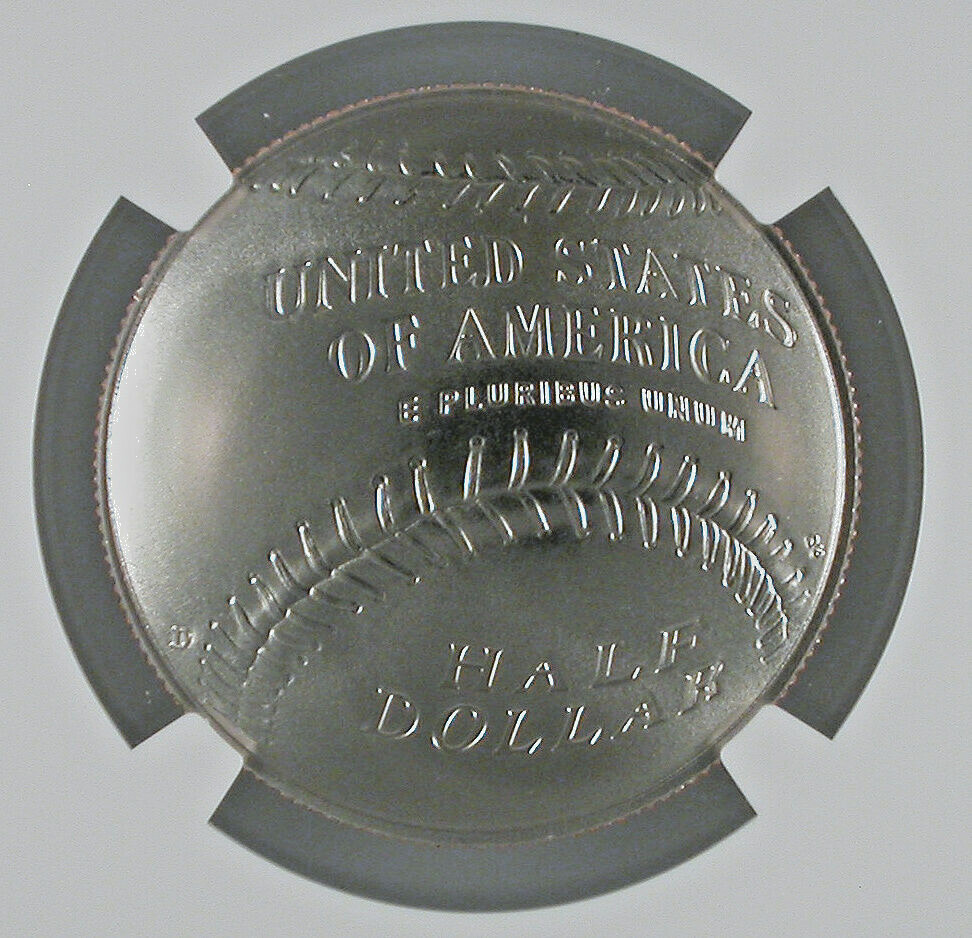 UNITED STATES
OF AMERICA
E PLURIBUS UNUM
D
HALF
DOLLAR